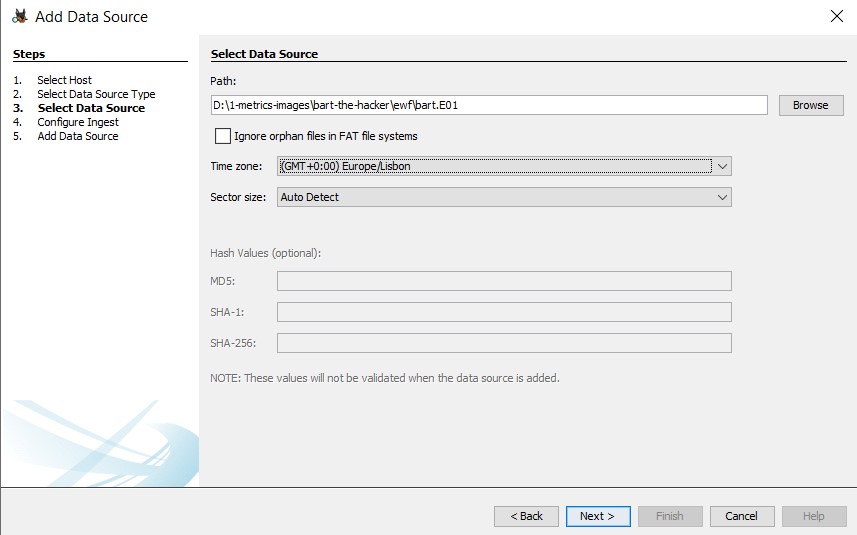 Add Data Source
Steps
1. Select Host
2. Select Data Source Type
3. Select Data Source
4. Configure Ingest
5. Add Data Source
Select Data Source
Path:
D:\1-metrics-images\bart-the-hacker\ewf\bart.E01
Browse
Ignore orphan files in FAT file systems
Time zone: (GMT+0:00) Europe/Lisbon
Sector size: Auto Detect
Hash Values (optional):
MD5:
SHA-1:
SHA-256:
NOTE: These values will not be validated when the data source is added.
< Back Next > Finish Cancel Help